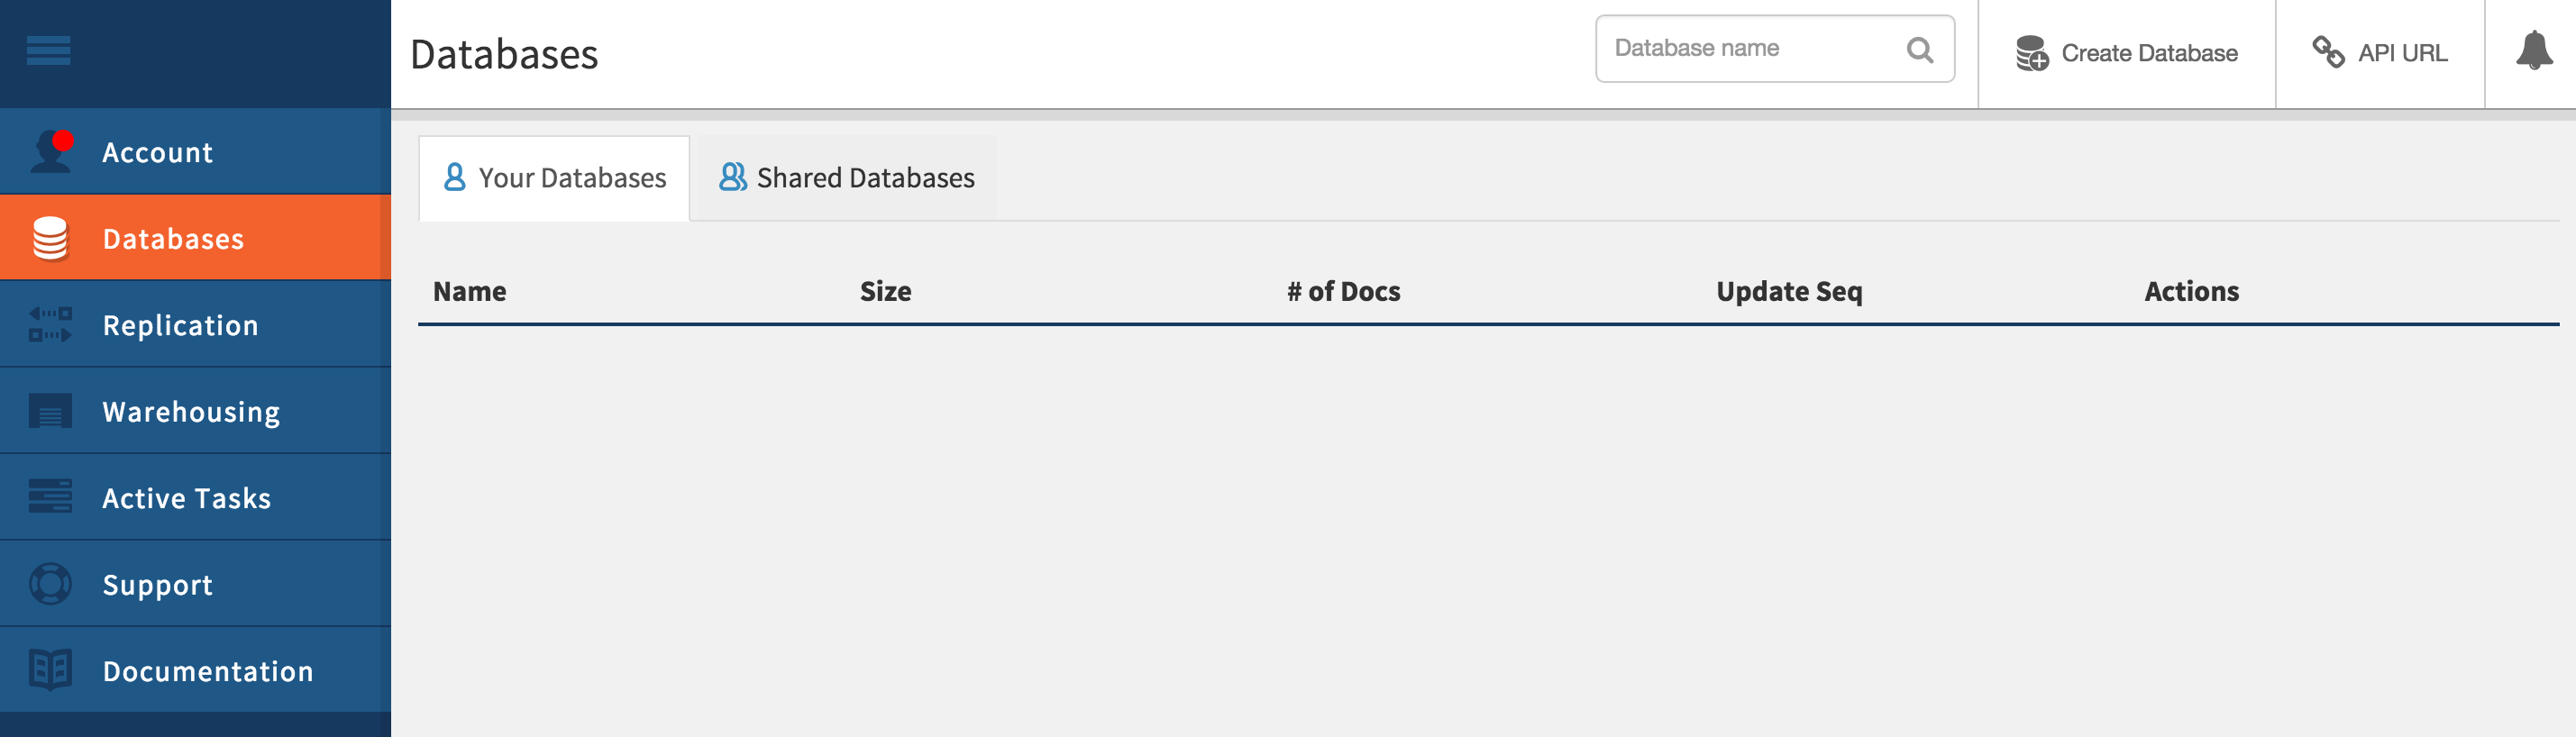 Databases
Database name
Create Database
API URL
Account
Databases
Replication
Warehousing
Active Tasks
Support
Documentation
Your Databases
Shared Databases
Name Size # of Docs Update Seq Actions